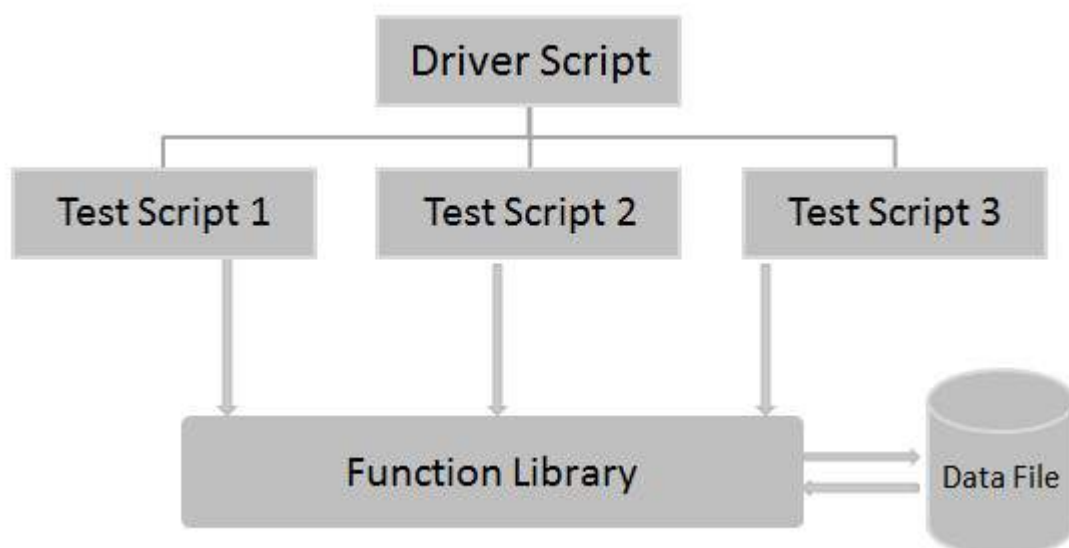 Driver Script
Test Script 1
Test Script 2
Test Script 3
Function Library
Data File